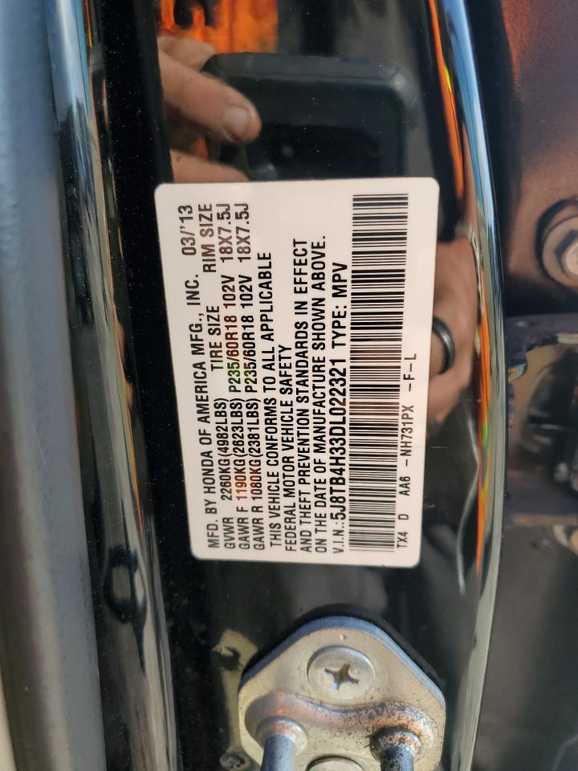 MFD. BY HONDA OF AMERICA MFG., INC. 03/'13
TIRE SIZE RIM SIZE
GVWR 2260KG(4982LBS)
GAWR F 1190KG(2623LBS) P235/60R18 102V 18X7.5J
GAWR R 1080KG(2381LBS) P235/60R18 102V 18X7.5J
THIS VEHICLE CONFORMS TO ALL APPLICABLE
FEDERAL MOTOR VEHICLE SAFETY
AND THEFT PREVENTION STANDARDS IN EFFECT
ON THE DATE OF MANUFACTURE SHOWN ABOVE.
V.I.N.:5J8TB4H33DL022321 TYPE: MPV
TX4 D AA6 -NH731PX -F-L